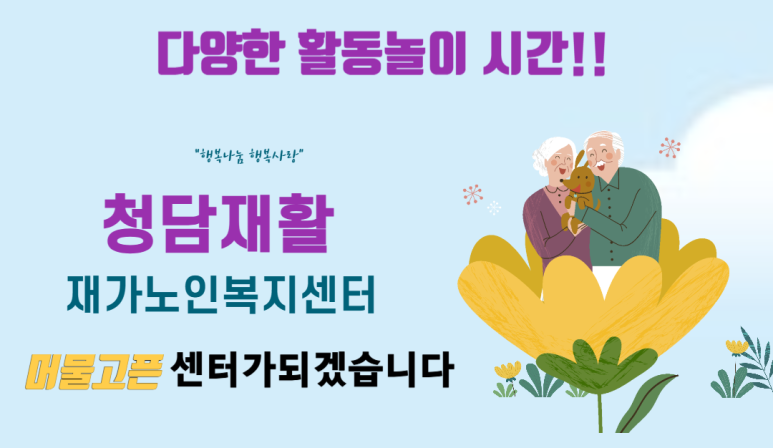 다양한 활동놀이 시간!!
"행복나눔 행복사랑"
청담재활
재가노인복지센터
머물고픈 센터가되겠습니다